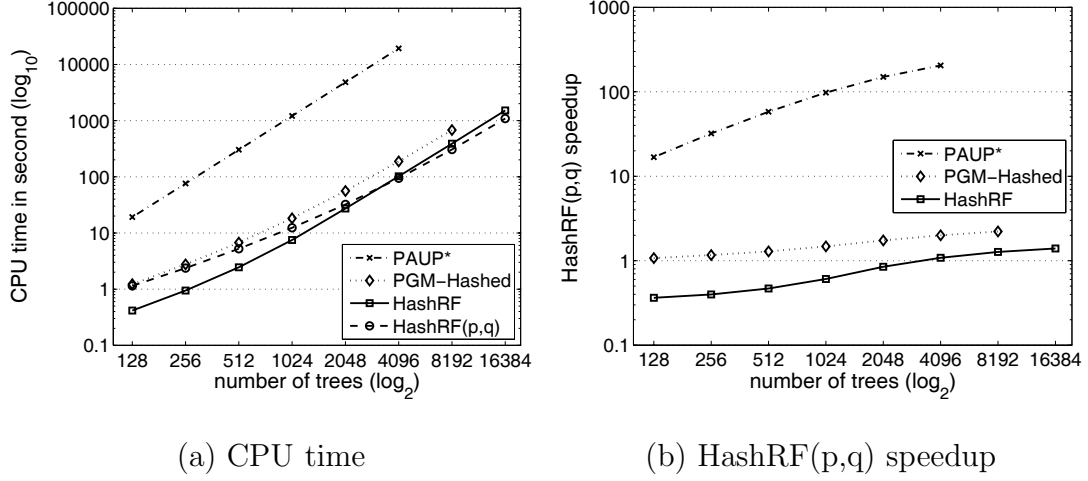 100000
10000
1000
100
10
1
0.1
CPU time in second (log10)
128 256 512 1024 2048 4096 8192 16384
number of trees (log2)
PAUP*
PGM−Hashed
HashRF
HashRF(p,q)
(a) CPU time
1000
100
10
1
0.1
HashRF(p,q) speedup
128 256 512 1024 2048 4096 8192 16384
number of trees (log2)
PAUP*
PGM−Hashed
HashRF
(b) HashRF(p,q) speedup